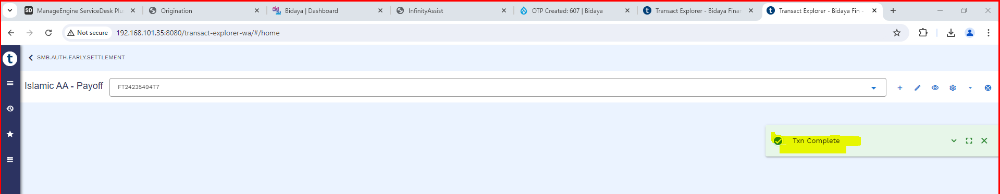 SD ManageEngine ServiceDesk Plu
Origination
Bidaya | Dashboard
InfinityAssist
OTP Created: 607 | Bidaya
Transact Explorer - Bidaya Finan
Transact Explorer - Bidaya Fin -
Not secure
192.168.101.35:8080/transact-explorer-wa/#/home
t
SMB.AUTH.EARLY.SETTLEMENT
Islamic AA - Payoff
FT24235494T7
Txn Complete